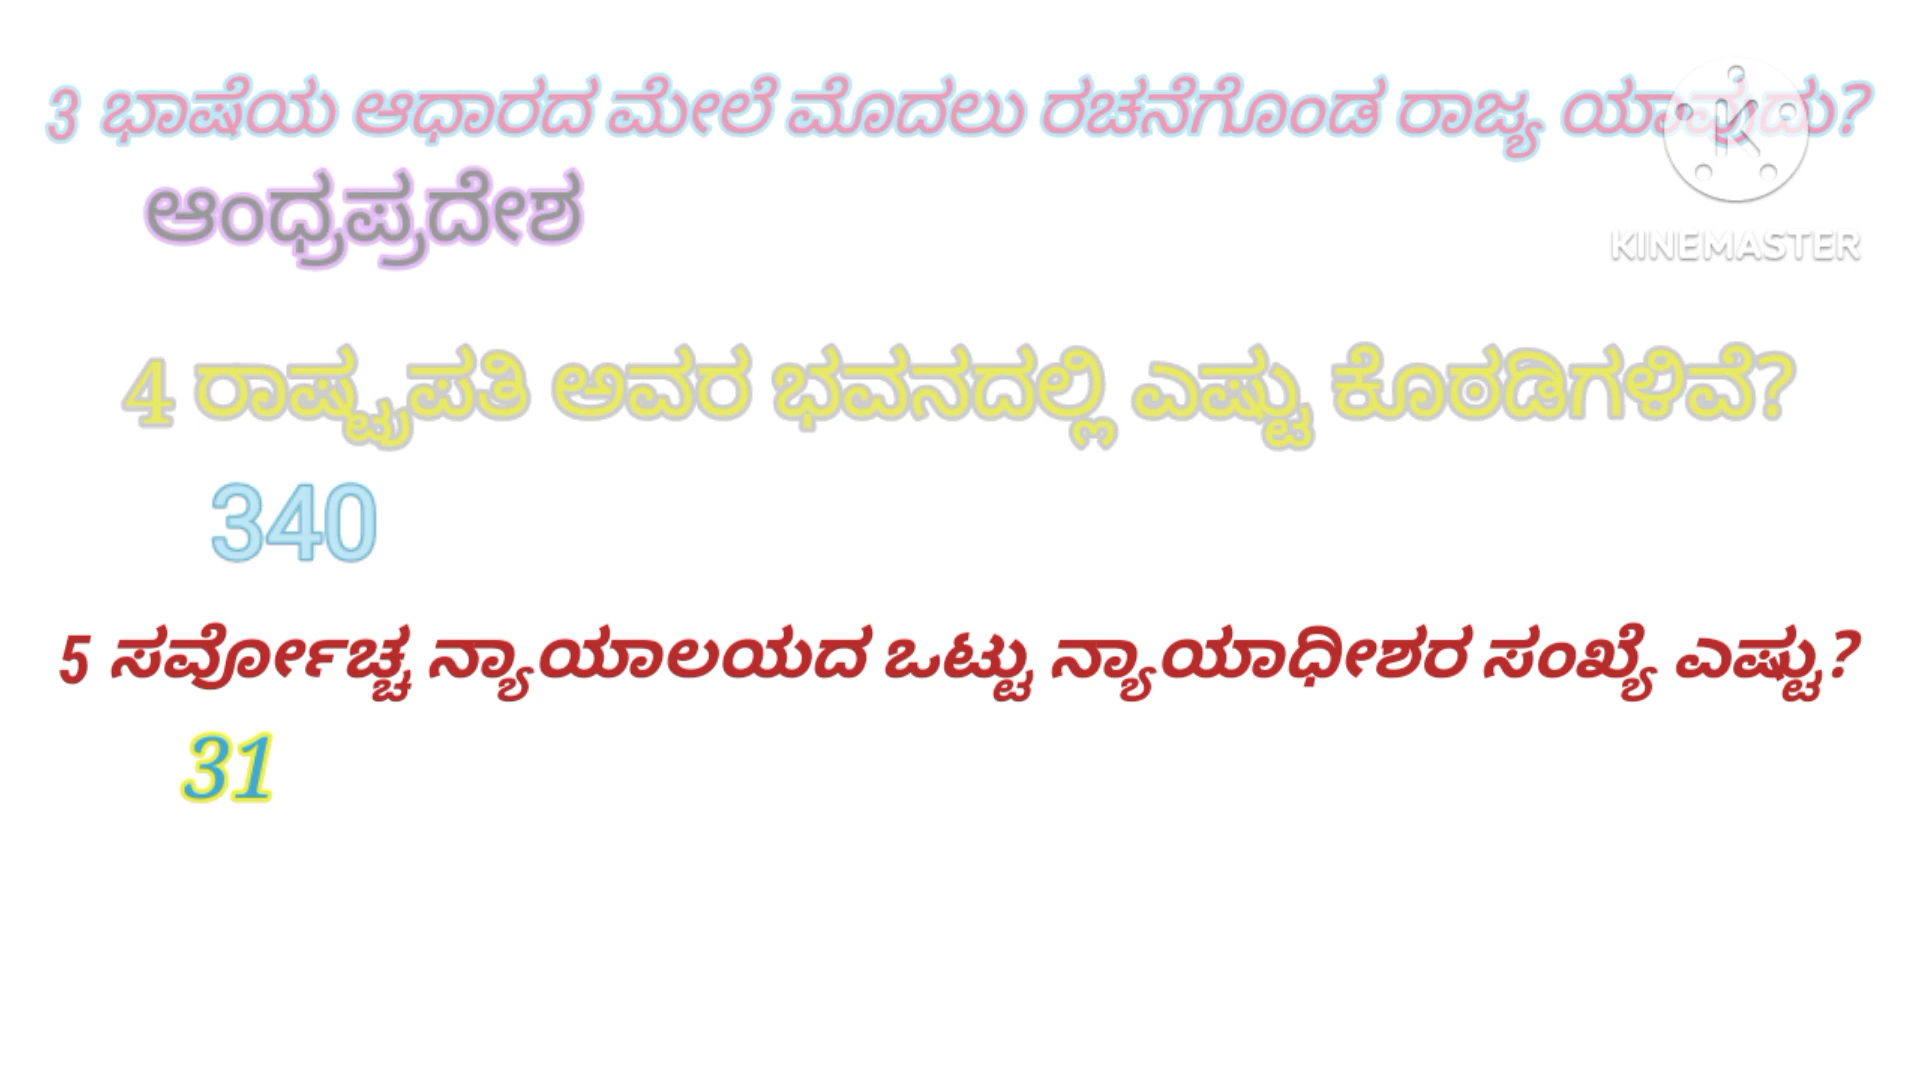 3 ಭಾಷೆಯ ಆಧಾರದ ಮೇಲೆ ಮೊದಲು ರಚನೆಗೊಂಡ ರಾಜ್ಯ ಯಾವುದು?
ಆಂಧ್ರಪ್ರದೇಶ
KINEMASTER
4 ರಾಷ್ಟ್ರಪತಿ ಅವರ ಭವನದಲ್ಲಿ ಎಷ್ಟು ಕೊಠಡಿಗಳಿವೆ?
340
5 ಸರ್ವೋಚ್ಚ ನ್ಯಾಯಾಲಯದ ಒಟ್ಟು ನ್ಯಾಯಾಧೀಶರ ಸಂಖ್ಯೆ ಎಷ್ಟು?
31